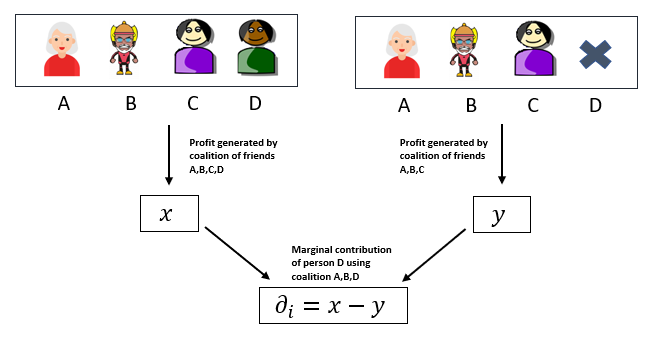 A B C D
A B C D
Profit generated by
coalition of friends
A,B,C,D
Profit generated by
coalition of friends
A,B,C
x
y
Marginal contribution
of person D using
coalition A,B,D
∂i = x − y